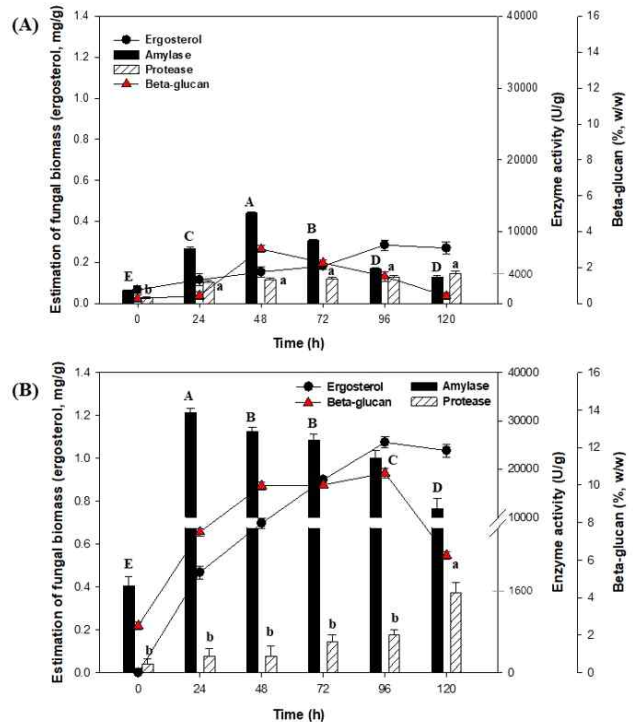 (A)
Ergosterol
Amylase
Protease
Beta-glucan
Estimation of fungal biomass (ergosterol, mg/g)
1.4
1.2
1.0
0.8
0.6
0.4
0.2
0.0
E b C a A a B a D a D a
0 24 48 72 96 120
Time (h)
40000
30000
20000
10000
4000
0
Enzyme activity (U/g)
16
14
12
10
8
6
4
2
0
Beta-glucan (%, w/w)
(B)
Ergosterol
Beta-glucan
Amylase
Protease
Estimation of fungal biomass (ergosterol, mg/g)
1.4
1.2
1.0
0.8
0.6
0.4
0.2
0.0
E b A b B b B b C b D a
0 24 48 72 96 120
Time (h)
40000
30000
20000
10000
1600
0
Enzyme activity (U/g)
16
14
12
10
8
6
4
2
0
Beta-glucan (%, w/w)